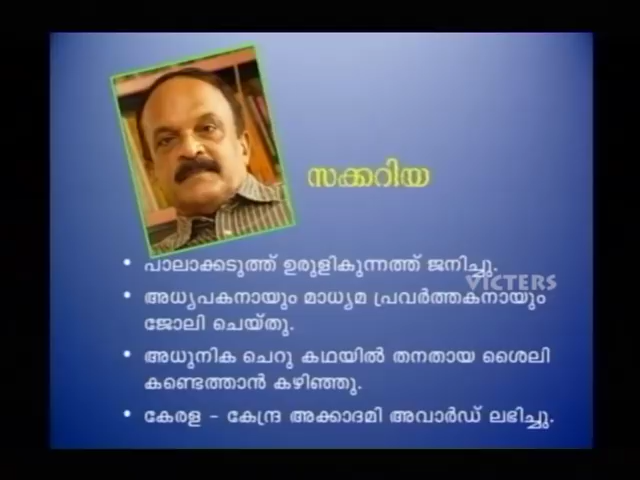 സക്കറിയ
• പാലാക്കടുത്ത് ഉരുളികുന്നത്ത് ജനിച്ചു.
VICTERS
• അധ്യപകനായും മാധ്യമ പ്രവർത്തകനായും
ജോലി ചെയ്തു.
• അധുനിക ചെറു കഥയിൽ തനതായ ശൈലി
കണ്ടെത്താൻ കഴിഞ്ഞു.
• കേരള – കേന്ദ്ര അക്കാദമി അവാർഡ് ലഭിച്ചു.